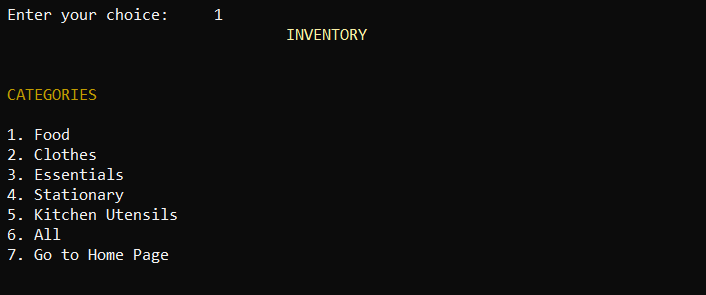 Enter your choice: 1
INVENTORY
CATEGORIES
1. Food
2. Clothes
3. Essentials
4. Stationary
5. Kitchen Utensils
6. All
7. Go to Home Page